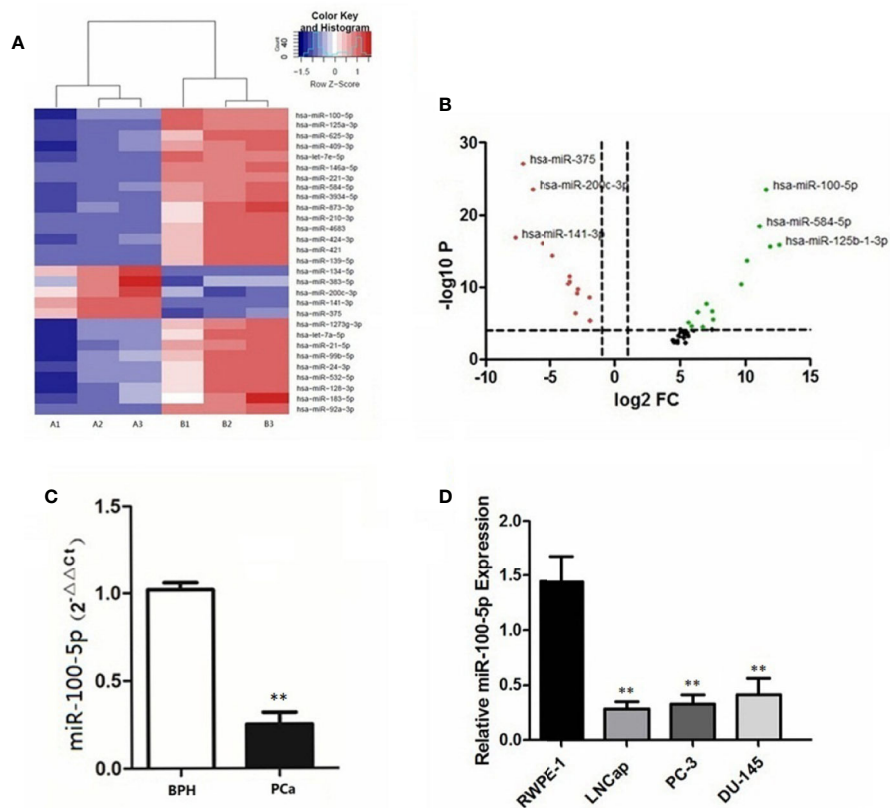 A
Color Key
and Histogram
Count
0 40
-1.5 0 1
Row Z-Score
hsa-miR-100-5p
hsa-miR-125a-3p
hsa-miR-625-3p
hsa-miR-409-3p
hsa-let-7e-5p
hsa-miR-146a-5p
hsa-miR-221-3p
hsa-miR-584-5p
hsa-miR-3934-5p
hsa-miR-873-3p
hsa-miR-210-3p
hsa-miR-4683
hsa-miR-424-3p
hsa-miR-421
hsa-miR-139-5p
hsa-miR-134-5p
hsa-miR-383-5p
hsa-miR-200c-3p
hsa-miR-141-3p
hsa-miR-375
hsa-miR-1273g-3p
hsa-let-7a-5p
hsa-miR-21-5p
hsa-miR-99b-5p
hsa-miR-24-3p
hsa-miR-532-5p
hsa-miR-128-3p
hsa-miR-183-5p
hsa-miR-92a-3p
A1 A2 A3 B1 B2 B3
B
30
20
10
0
-log10 P
hsa-miR-375
hsa-miR-200c-3p
hsa-miR-141-3p
hsa-miR-100-5p
hsa-miR-584-5p
hsa-miR-125b-1-3p
-10 -5 0 5 10 15
log2 FC
C
miR-100-5p (2-△△Ct)
1.5
1.0
0.5
0.0
**
BPH PCa
D
Relative miR-100-5p Expression
2.0
1.5
1.0
0.5
0.0
** ** **
RWPE-1 LNCap PC-3 DU-145